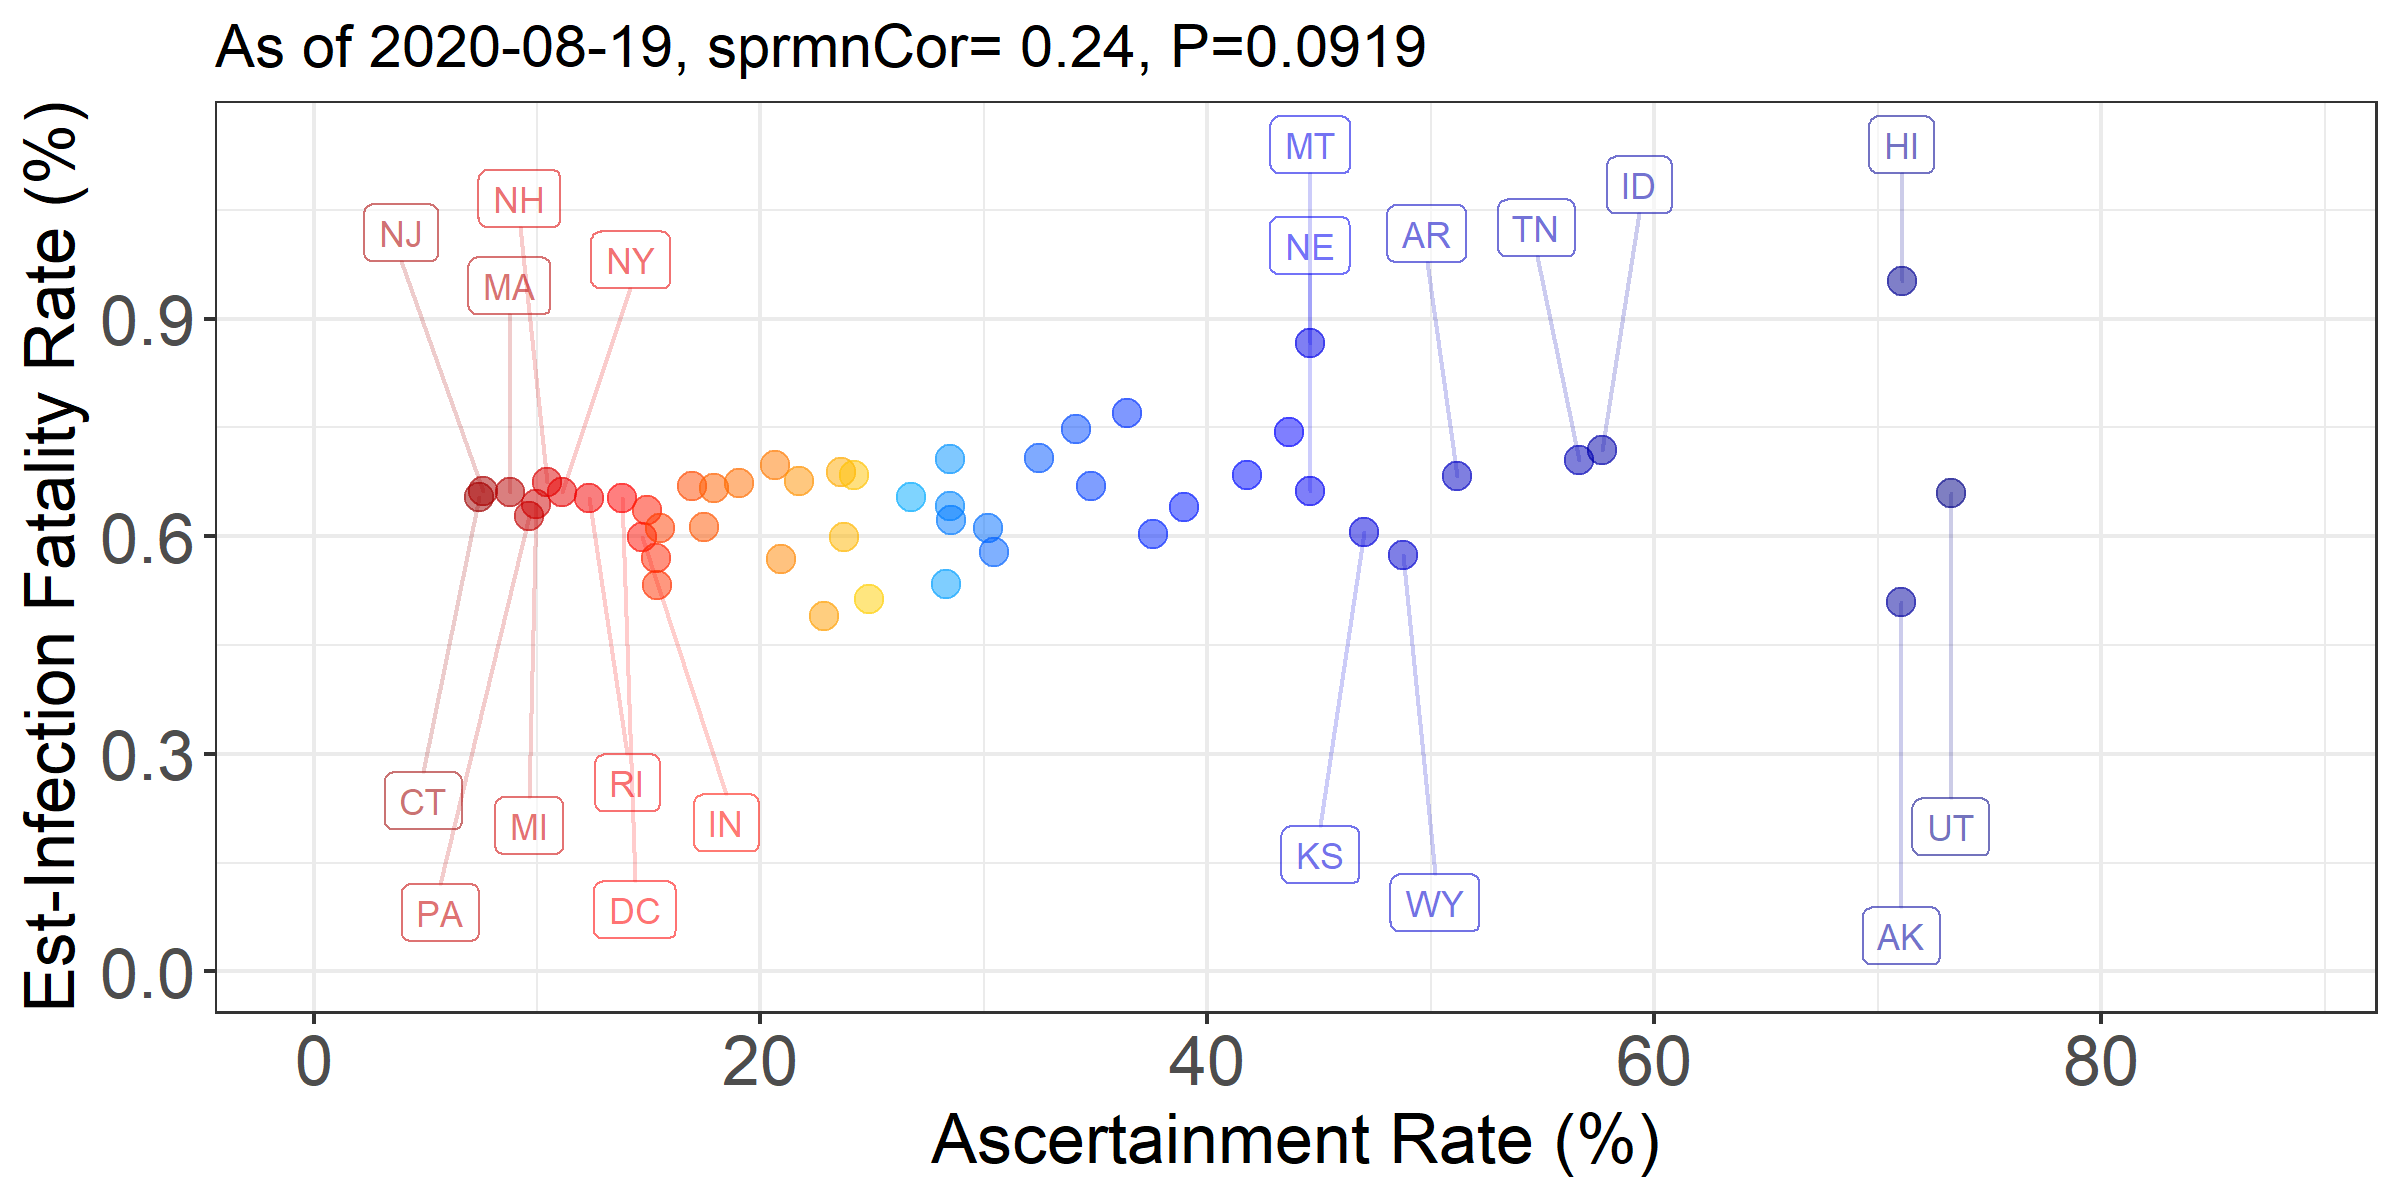 As of 2020-08-19, sprmnCor= 0.24, P=0.0919
Est-Infection Fatality Rate (%)
0.9
0.6
0.3
0.0
MT
HI
NH
ID
NJ
AR
TN
NE
NY
MA
RI
CT
MI
IN
UT
KS
WY
PA
DC
AK
0
20
40
60
80
Ascertainment Rate (%)